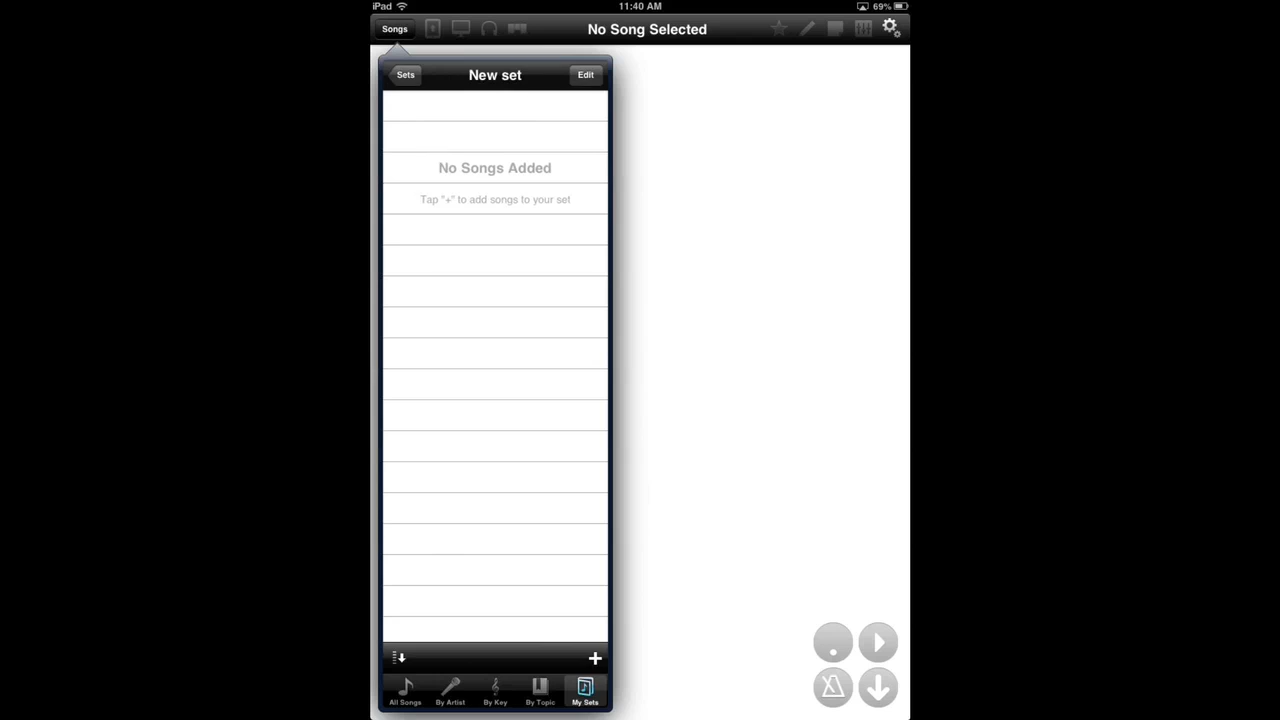 iPad 11:40 AM 69%
Songs No Song Selected
Sets New set Edit
No Songs Added
Tap "+" to add songs to your set
All Songs By Artist By Key By Topic My Sets